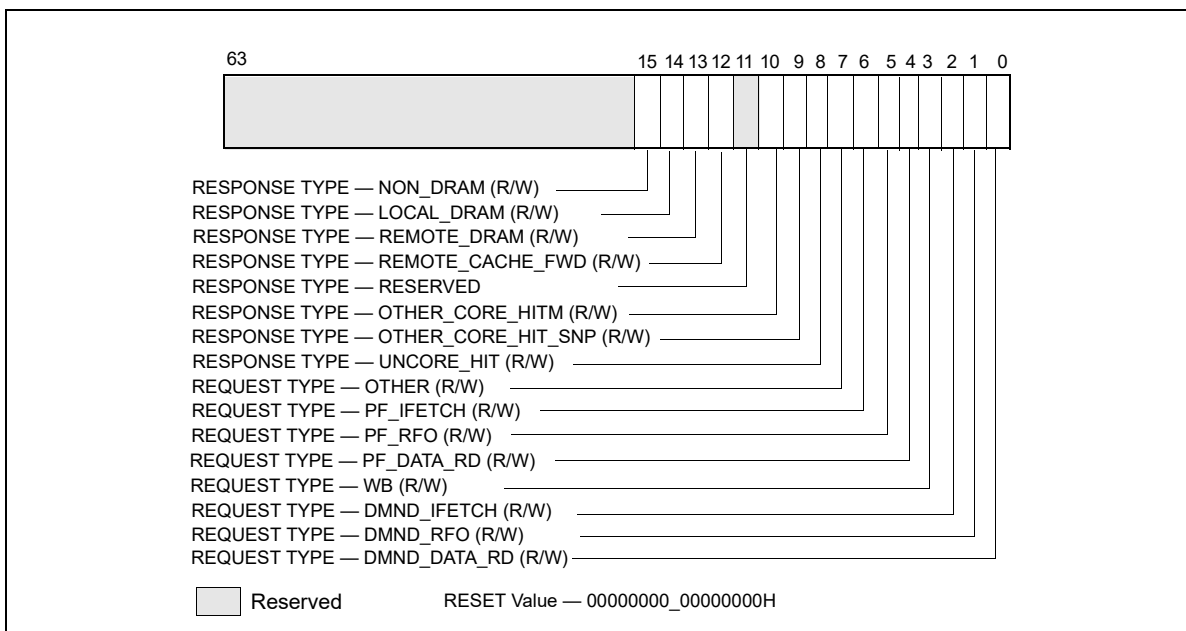 63 15 14 13 12 11 10 9 8 7 6 5 4 3 2 1 0
RESPONSE TYPE — NON_DRAM (R/W)
RESPONSE TYPE — LOCAL_DRAM (R/W)
RESPONSE TYPE — REMOTE_DRAM (R/W)
RESPONSE TYPE — REMOTE_CACHE_FWD (R/W)
RESPONSE TYPE — RESERVED
RESPONSE TYPE — OTHER_CORE_HITM (R/W)
RESPONSE TYPE — OTHER_CORE_HIT_SNP (R/W)
RESPONSE TYPE — UNCORE_HIT (R/W)
REQUEST TYPE — OTHER (R/W)
REQUEST TYPE — PF_IFETCH (R/W)
REQUEST TYPE — PF_RFO (R/W)
REQUEST TYPE — PF_DATA_RD (R/W)
REQUEST TYPE — WB (R/W)
REQUEST TYPE — DMND_IFETCH (R/W)
REQUEST TYPE — DMND_RFO (R/W)
REQUEST TYPE — DMND_DATA_RD (R/W)
Reserved RESET Value — 00000000_00000000H